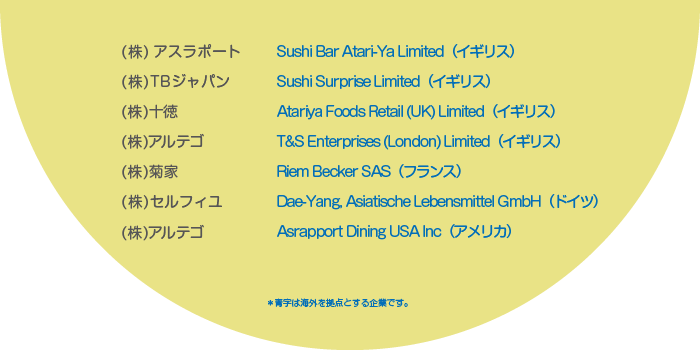 (株) アスラポート Sushi Bar Atari-Ya Limited（イギリス）
(株)TBジャパン Sushi Surprise Limited（イギリス）
(株)十徳 Atariya Foods Retail (UK) Limited（イギリス）
(株)アルテゴ T&S Enterprises (London) Limited（イギリス）
(株)菊家 Riem Becker SAS（フランス）
(株)セルフィユ Dae-Yang, Asiatische Lebensmittel GmbH（ドイツ）
(株)アルテゴ Asrapport Dining USA Inc（アメリカ）
＊青字は海外を拠点とする企業です。